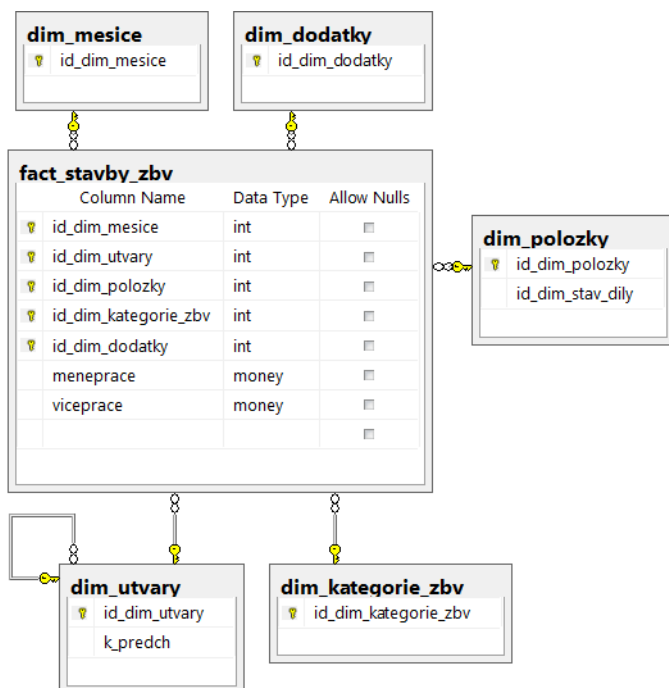 dim_mesice
id_dim_mesice
dim_dodatky
id_dim_dodatky
fact_stavby_zbv
Column Name Data Type Allow Nulls
id_dim_mesice int
id_dim_utvary int
id_dim_polozky int
id_dim_kategorie_zbv int
id_dim_dodatky int
meneprace money
viceprace money
dim_polozky
id_dim_polozky
id_dim_stav_dily
dim_utvary
id_dim_utvary
k_predch
dim_kategorie_zbv
id_dim_kategorie_zbv